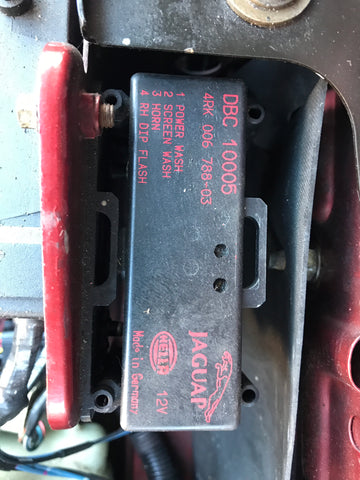 DBC 10005
4RK 006 788-03
1 POWER WASH
2 SCREEN WASH
3 HORN
4 RH DIP FLASH
JAGUAR
HELLA
12V
Made in Germany